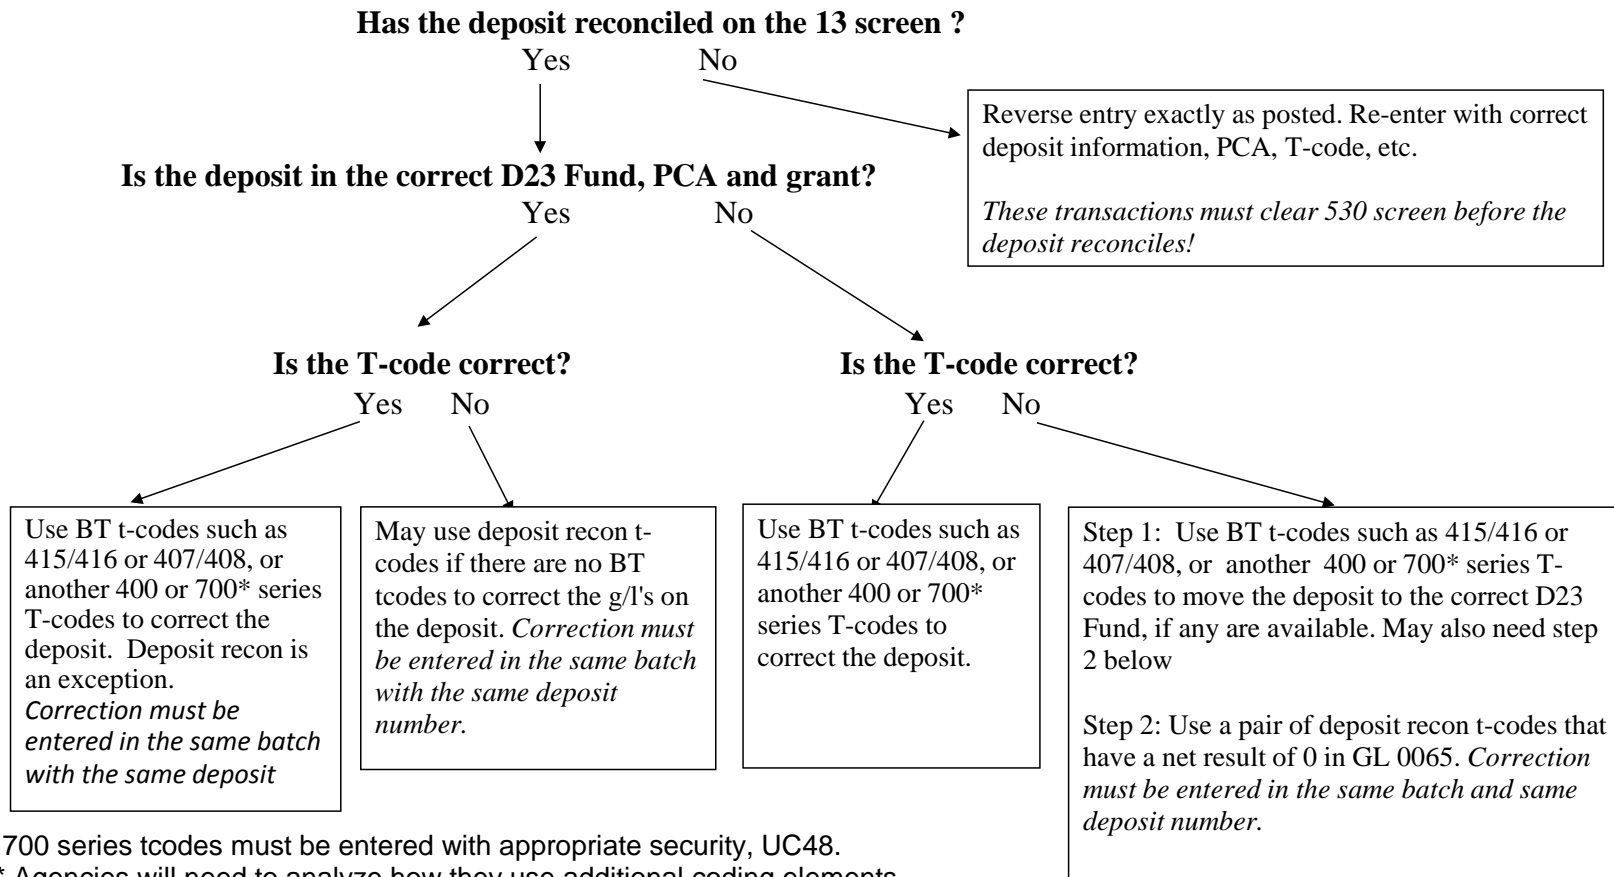 Has the deposit reconciled on the 13 screen ?
Yes No
Reverse entry exactly as posted. Re-enter with correct
deposit information, PCA, T-code, etc.
These transactions must clear 530 screen before the
deposit reconciles!
Is the deposit in the correct D23 Fund, PCA and grant?
Yes No
Is the T-code correct?
Yes No
Is the T-code correct?
Yes No
Use BT t-codes such as
415/416 or 407/408, or
another 400 or 700* series
T-codes to correct the
deposit. Deposit recon is
an exception.
Correction must be
entered in the same batch
with the same deposit
May use deposit recon t-
codes if there are no BT
tcodes to correct the g/l's on
the deposit. Correction must
be entered in the same batch
with the same deposit
number.
Use BT t-codes such as
415/416 or 407/408, or
another 400 or 700*
series T-codes to
correct the deposit.
Step 1: Use BT t-codes such as 415/416 or
407/408, or another 400 or 700* series T-
codes to move the deposit to the correct D23
Fund, if any are available. May also need step
2 below
Step 2: Use a pair of deposit recon t-codes that
have a net result of 0 in GL 0065. Correction
must be entered in the same batch and same
deposit number.
700 series tcodes must be entered with appropriate security, UC48.
* Agencies will need to analyze how they use additional coding elements